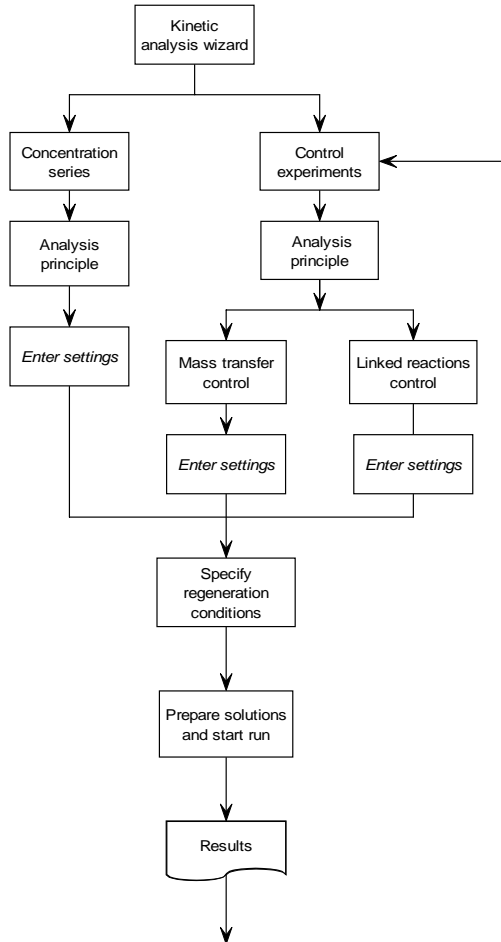 Kinetic
analysis wizard
Concentration
series
Control
experiments
Analysis
principle
Analysis
principle
Enter settings
Mass transfer
control
Linked reactions
control
Enter settings
Enter settings
Specify
regeneration
conditions
Prepare solutions
and start run
Results